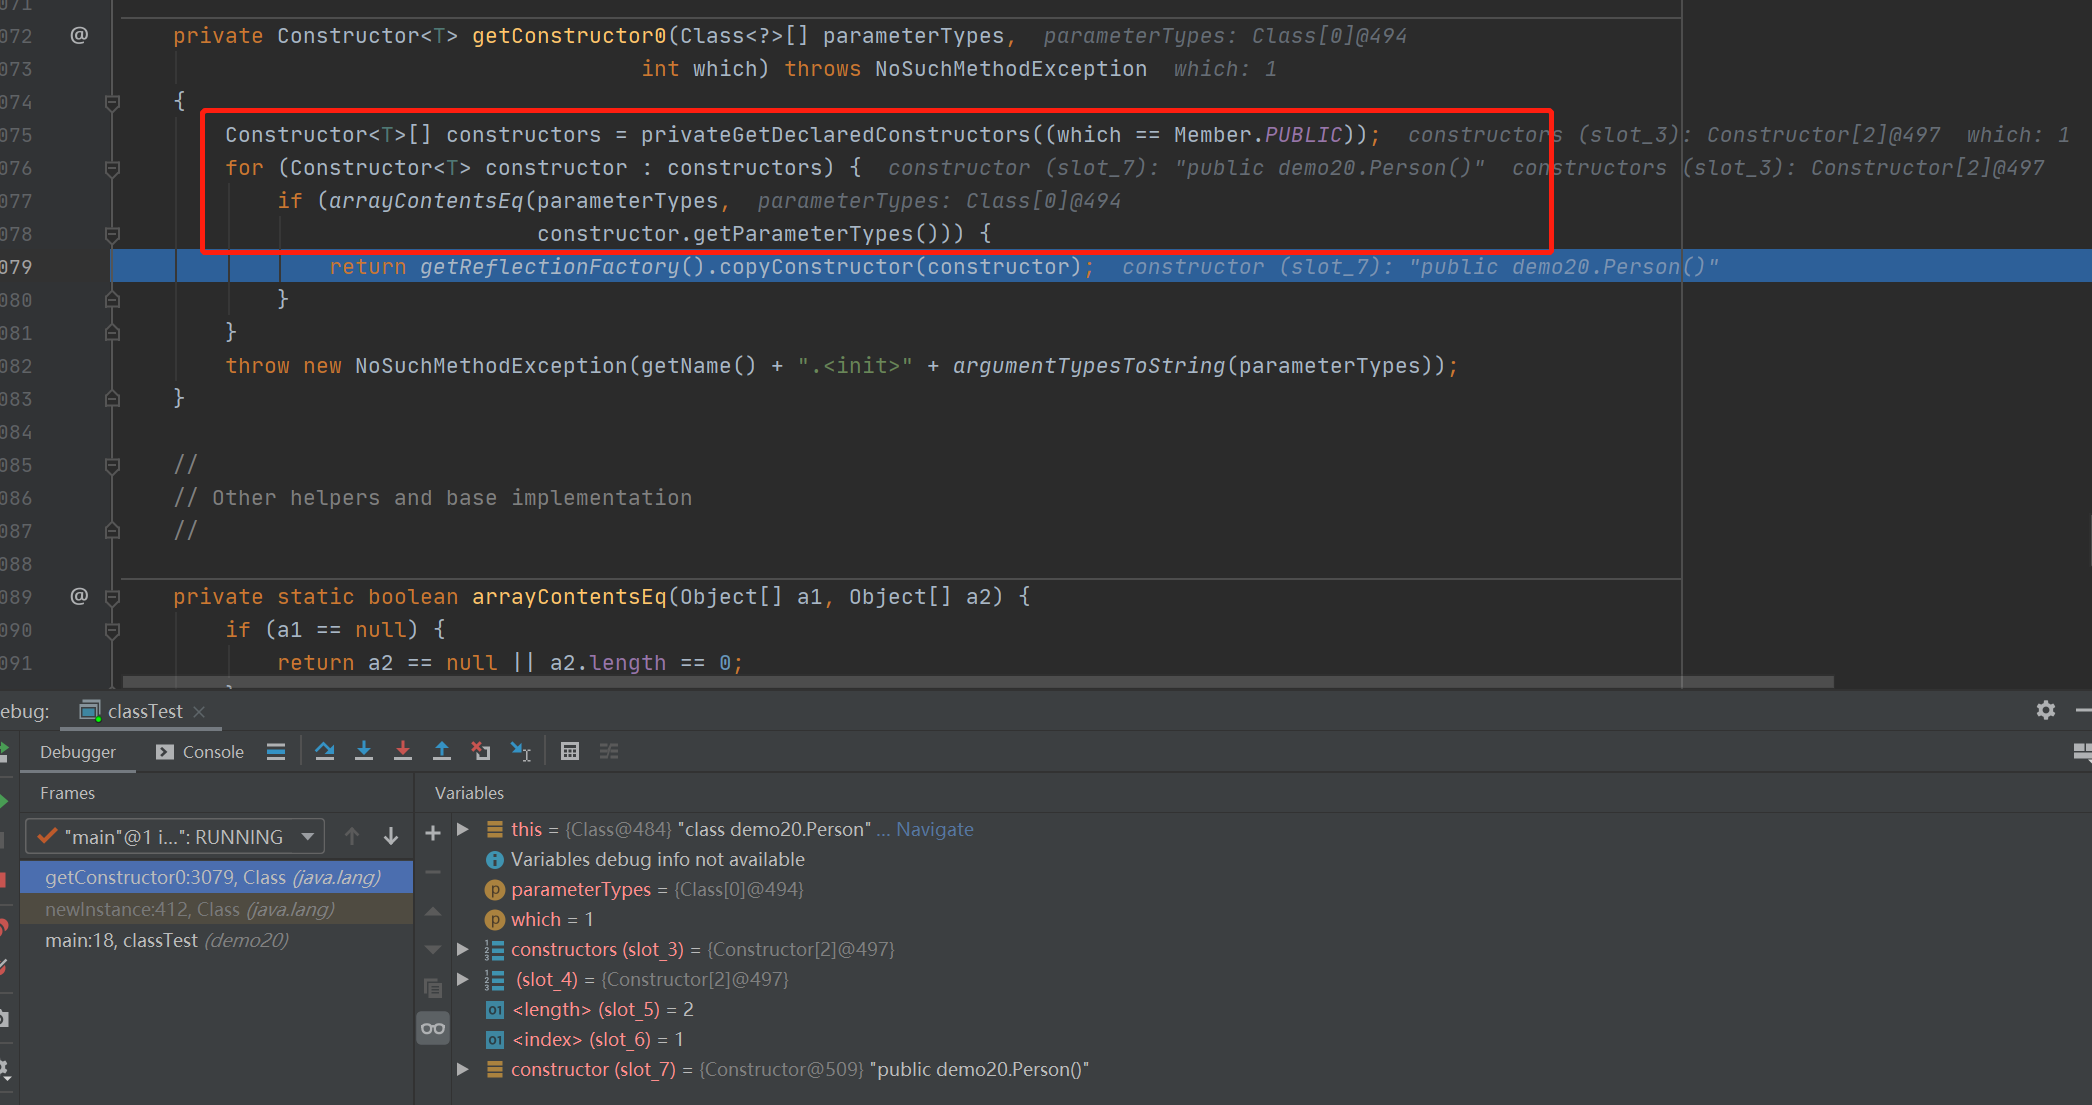 071
072 @ private Constructor<T> getConstructor0(Class<?>[] parameterTypes, parameterTypes: Class[0]@494
073 int which) throws NoSuchMethodException which: 1
074 {
075 Constructor<T>[] constructors = privateGetDeclaredConstructors((which == Member.PUBLIC)); constructors (slot_3): Constructor[2]@497 which: 1
076 for (Constructor<T> constructor : constructors) { constructor (slot_7): "public demo20.Person()" constructors (slot_3): Constructor[2]@497
077 if (arrayContentsEq(parameterTypes, parameterTypes: Class[0]@494
078 constructor.getParameterTypes())) {
079 return getReflectionFactory().copyConstructor(constructor); constructor (slot_7): "public demo20.Person()"
080 }
081 }
082 throw new NoSuchMethodException(getName() + ".<init>" + argumentTypesToString(parameterTypes));
083 }
084
085 //
086 // Other helpers and base implementation
087 //
088
089 @ private static boolean arrayContentsEq(Object[] a1, Object[] a2) {
090 if (a1 == null) {
091 return a2 == null || a2.length == 0;
ebug: classTest
Debugger Console
Frames
"main"@1 i...": RUNNING
getConstructor0:3079, Class (java.lang)
newInstance:412, Class (java.lang)
main:18, classTest (demo20)
Variables
this = {Class@484} "class demo20.Person" ... Navigate
Variables debug info not available
parameterTypes = {Class[0]@494}
which = 1
constructors (slot_3) = {Constructor[2]@497}
(slot_4) = {Constructor[2]@497}
<length> (slot_5) = 2
<index> (slot_6) = 1
constructor (slot_7) = {Constructor@509} "public demo20.Person()"